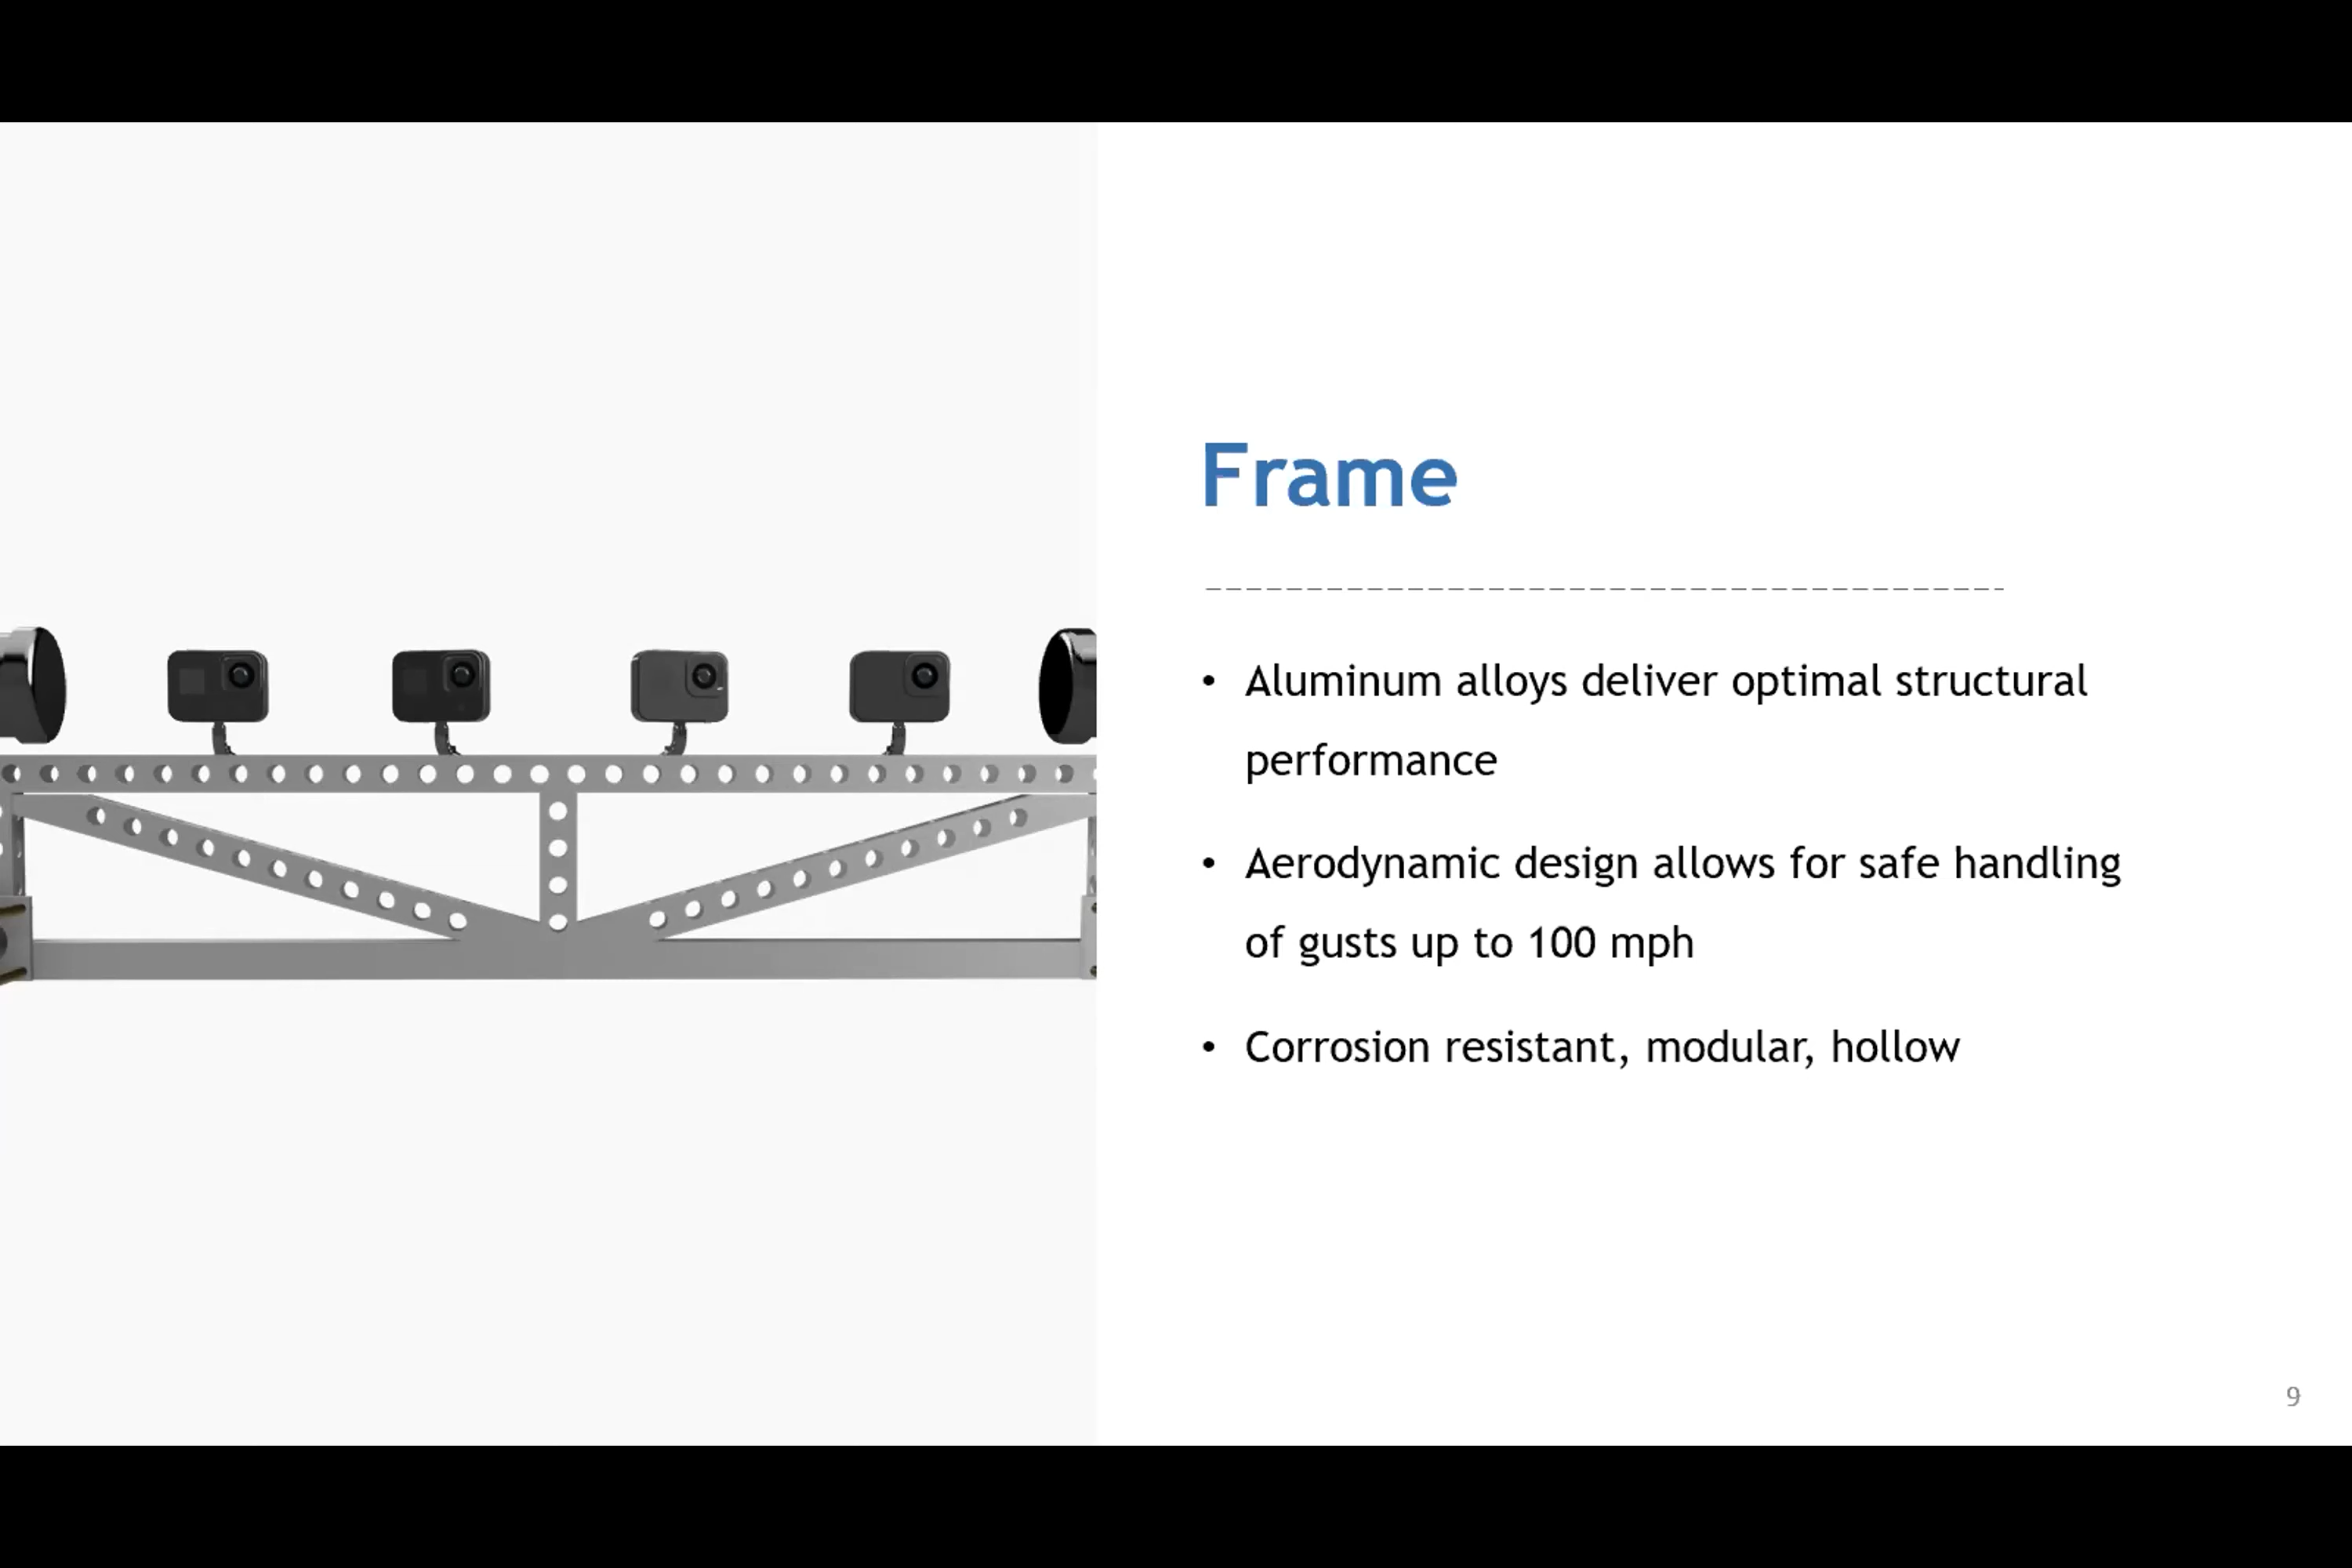 Frame
• Aluminum alloys deliver optimal structural
performance
• Aerodynamic design allows for safe handling
of gusts up to 100 mph
• Corrosion resistant, modular, hollow
9